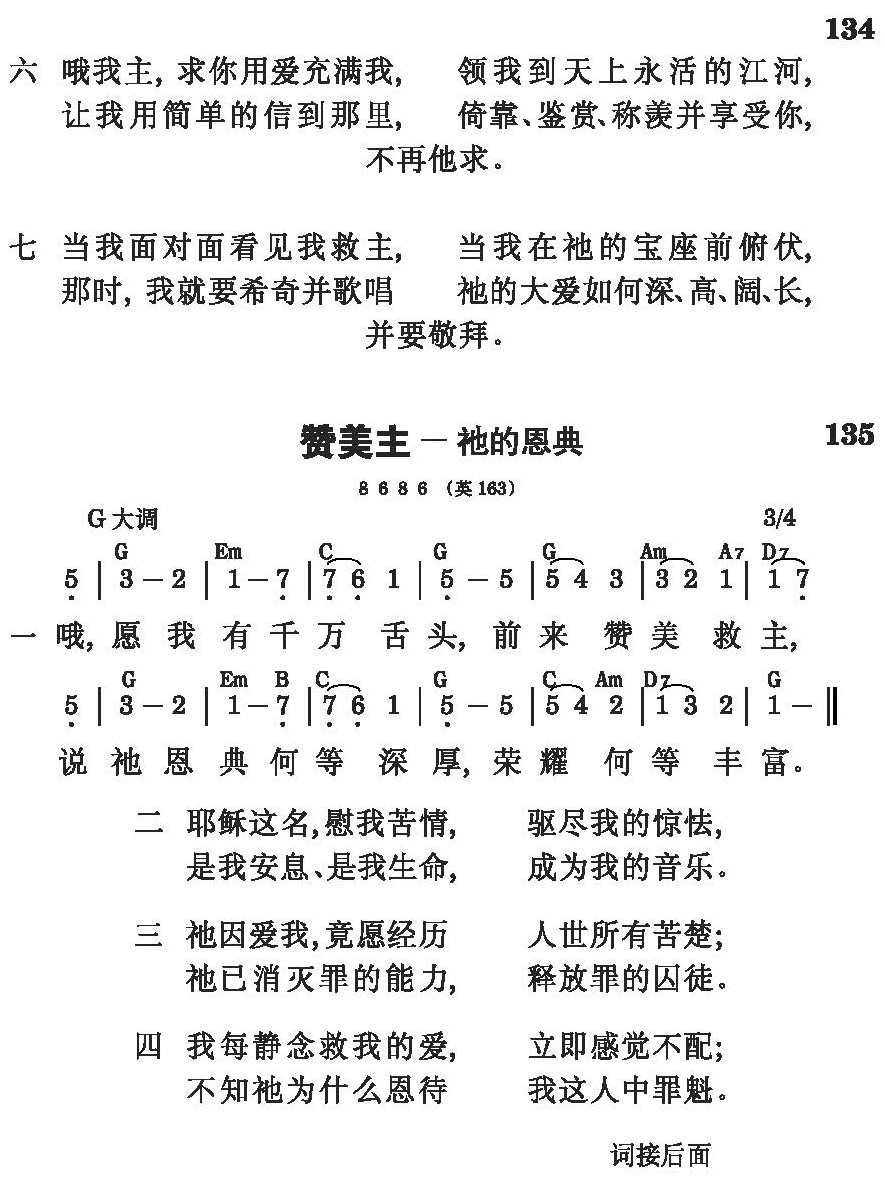 134
六 哦我主, 求你用爱充满我, 领我到天上永活的江河,
让我用简单的信到那里, 倚靠、鉴赏、称羡并享受你,
不再他求。
七 当我面对面看见我救主, 当我在祂的宝座前俯伏,
那时, 我就要希奇并歌唱 祂的大爱如何深、高、阔、长,
并要敬拜。
赞美主 — 祂的恩典 135
8 6 8 6 (英 163)
G 大调 3/4
G Em C G G Am A7 D7
5̣ | 3 – 2 | 1 – 7̣ | 7̣ 6̣ 1 | 5̣ – 5 | 5 4 3 | 3 2 1 | 1 7̣
一 哦, 愿 我 有 千 万 舌 头, 前 来 赞 美 救 主,
G Em B C G C Am D7 G
5̣ | 3 – 2 | 1 – 7̣ | 7̣ 6̣ 1 | 5̣ – 5 | 5 4 2 | 1 3 2 | 1 – ‖
说 祂 恩 典 何 等 深 厚, 荣 耀 何 等 丰 富。
二 耶稣这名, 慰我苦情, 驱尽我的惊怯,
是我安息、是我生命, 成为我的音乐。
三 祂因爱我, 竟愿经历 人世所有苦楚;
祂已消灭罪的能力, 释放罪的囚徒。
四 我每静念救我的爱, 立即感觉不配;
不知祂为什么恩待 我这人中罪魁。
词接后面